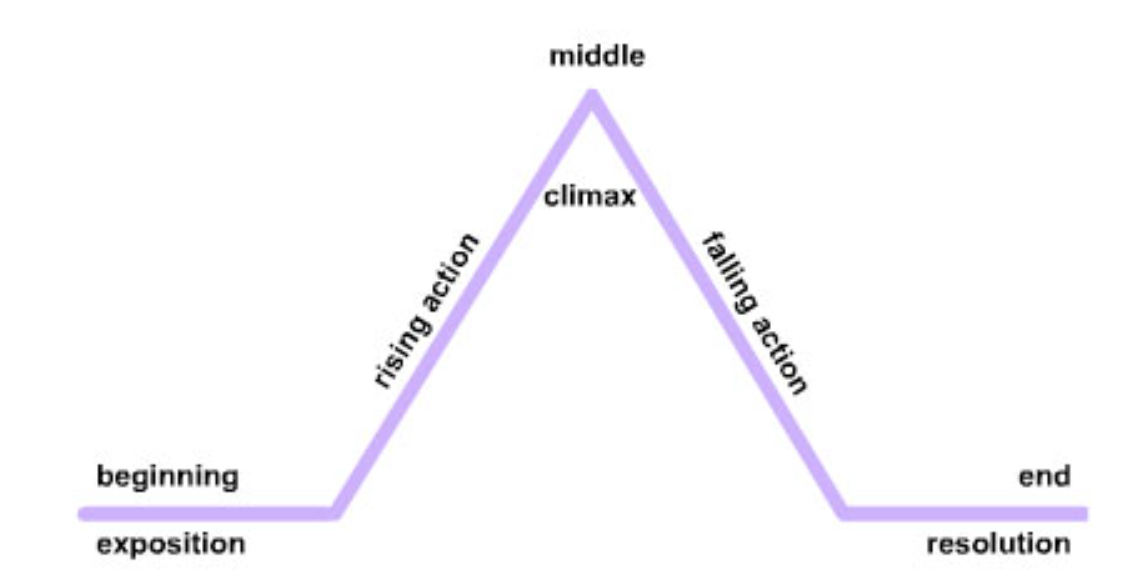 middle
climax
rising action
falling action
beginning
end
exposition
resolution